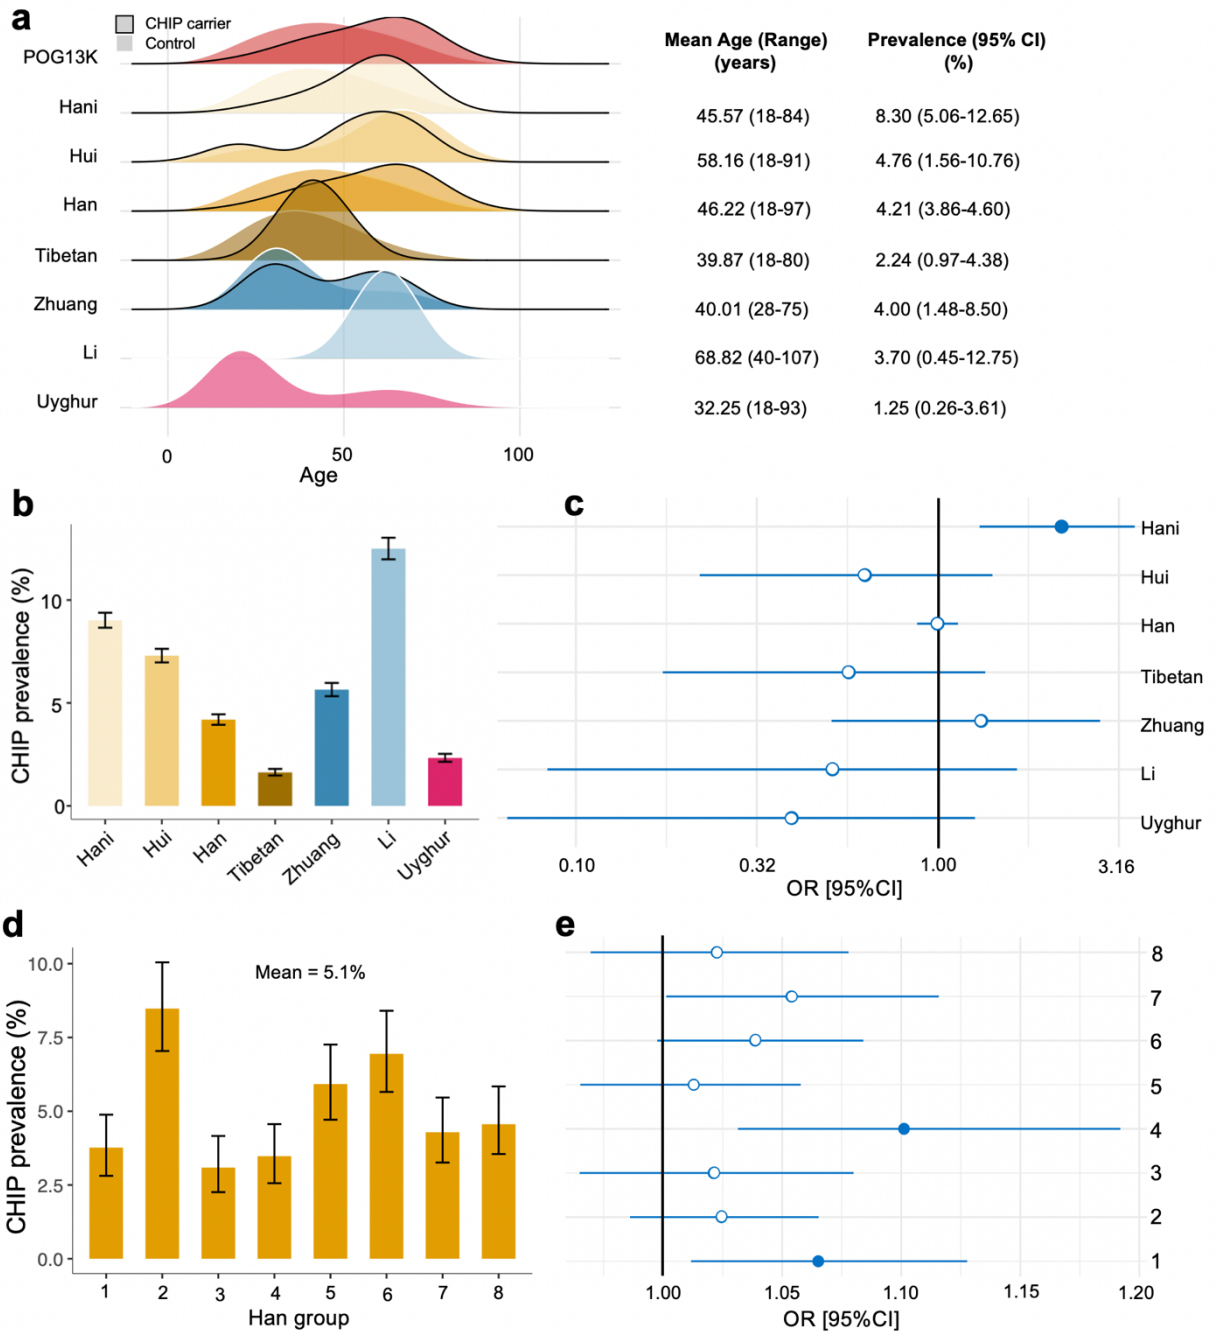 a
CHIP carrier
Control
Mean Age (Range)
(years)
Prevalence (95% CI)
(%)
POG13K
Hani
45.57 (18-84)
8.30 (5.06-12.65)
Hui
58.16 (18-91)
4.76 (1.56-10.76)
Han
46.22 (18-97)
4.21 (3.86-4.60)
Tibetan
39.87 (18-80)
2.24 (0.97-4.38)
Zhuang
40.01 (28-75)
4.00 (1.48-8.50)
Li
68.82 (40-107)
3.70 (0.45-12.75)
Uyghur
32.25 (18-93)
1.25 (0.26-3.61)
0 50 100
Age
b
CHIP prevalence (%)
10
5
0
Hani Hui Han Tibetan Zhuang Li Uyghur
c
Hani
Hui
Han
Tibetan
Zhuang
Li
Uyghur
0.10 0.32 1.00 3.16
OR [95%CI]
d
Mean = 5.1%
CHIP prevalence (%)
10.0
7.5
5.0
2.5
0.0
1 2 3 4 5 6 7 8
Han group
e
8
7
6
5
4
3
2
1
1.00 1.05 1.10 1.15 1.20
OR [95%CI]